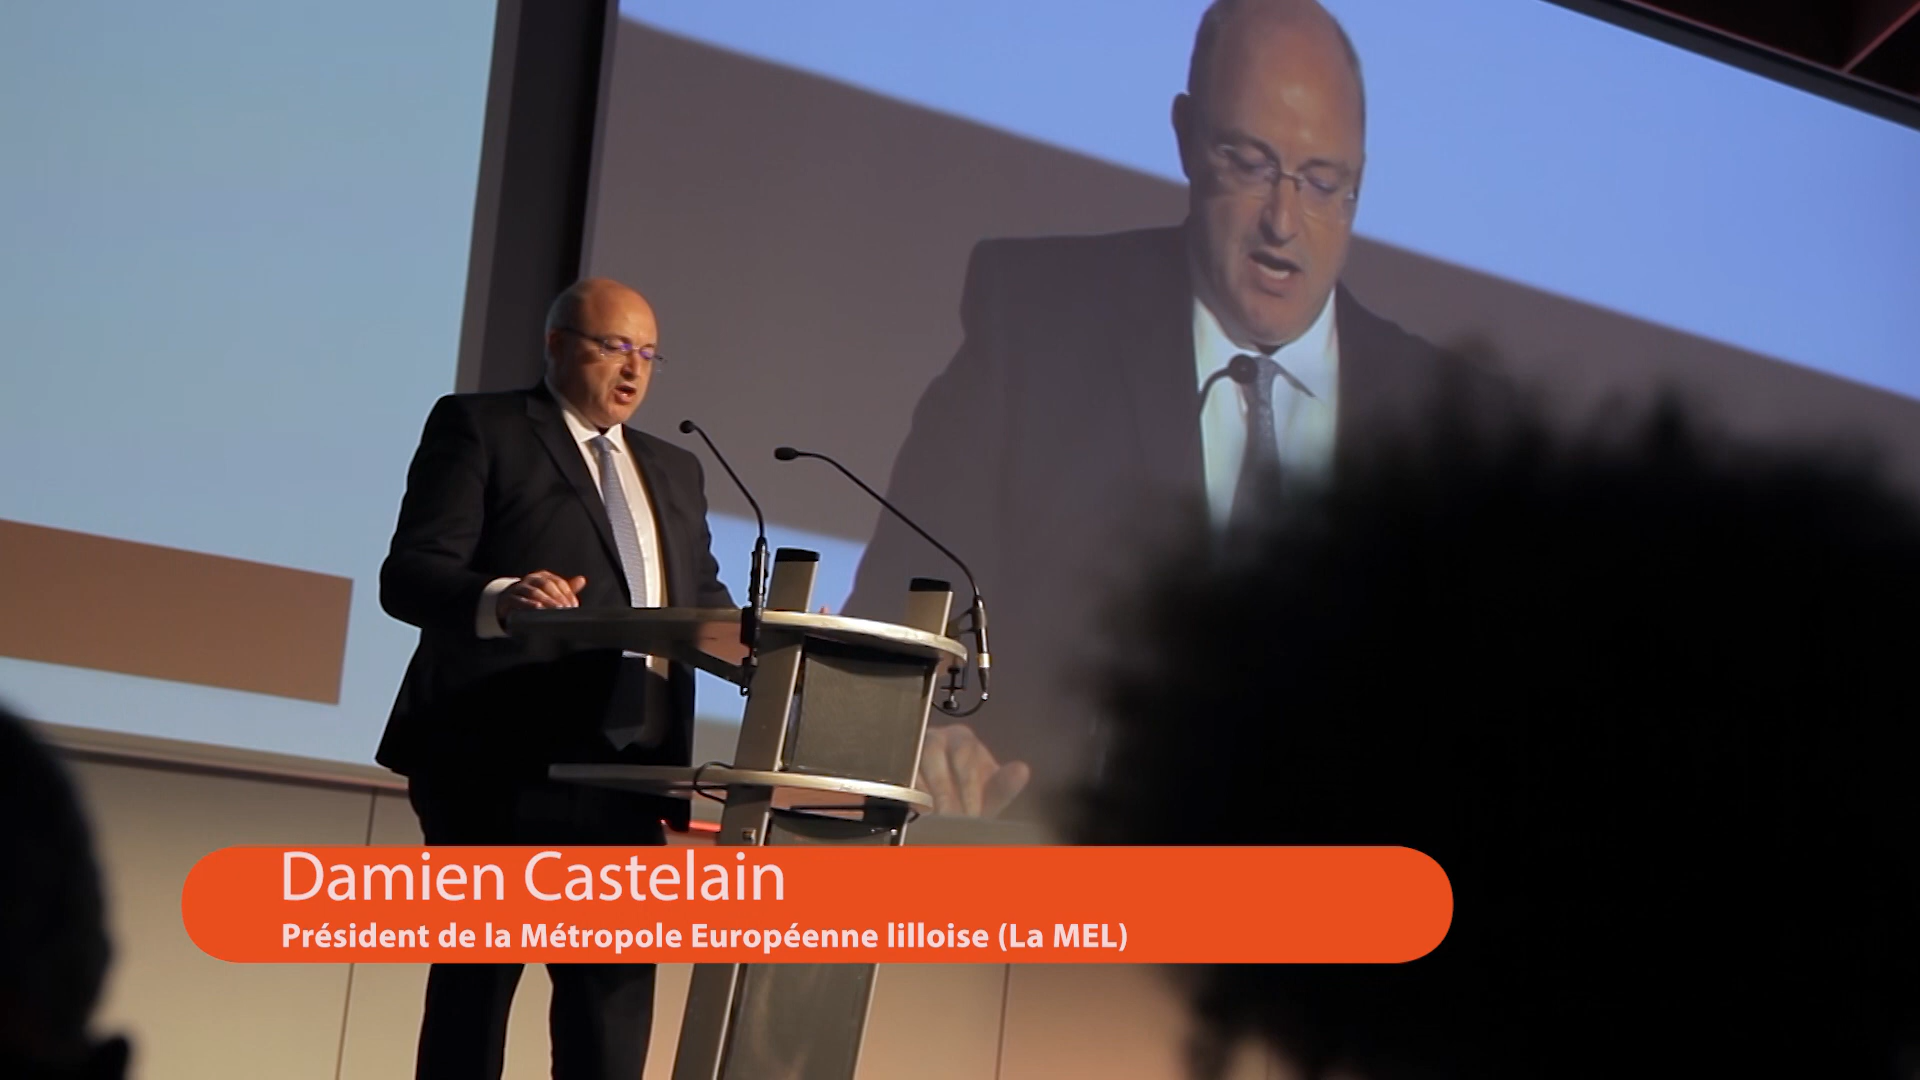 Damien Castelain
Président de la Métropole Européenne lilloise (La MEL)